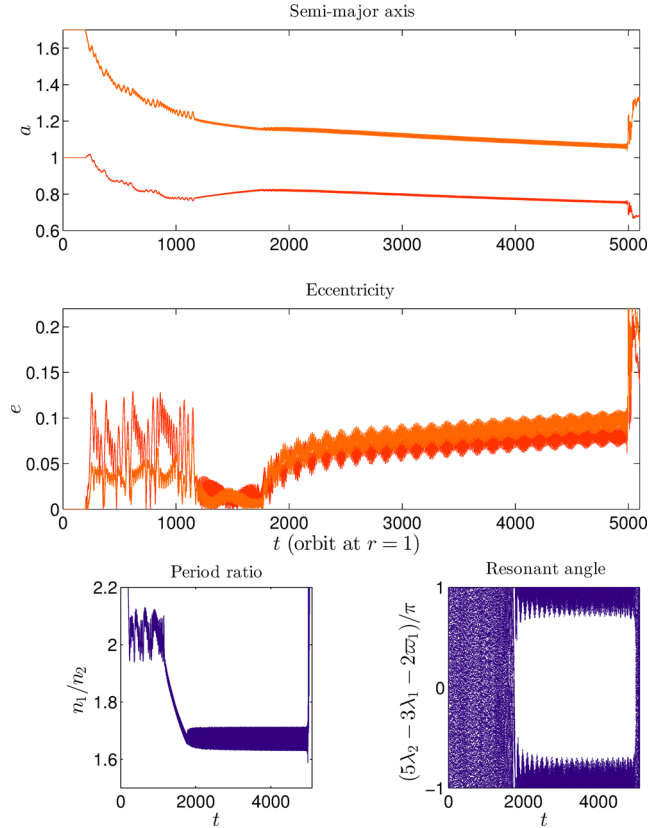 Semi-major axis
1.6
1.4
1.2
1
0.8
0.6
a
0 1000 2000 3000 4000 5000
Eccentricity
0.2
0.15
0.1
0.05
0
e
0 1000 2000 3000 4000 5000
t (orbit at r = 1)
Period ratio
2.2
2
1.8
1.6
n₁/n₂
0 2000 4000
t
Resonant angle
1
0
−1
(5λ₂ − 3λ₁ − 2ϖ₁)/π
0 2000 4000
t